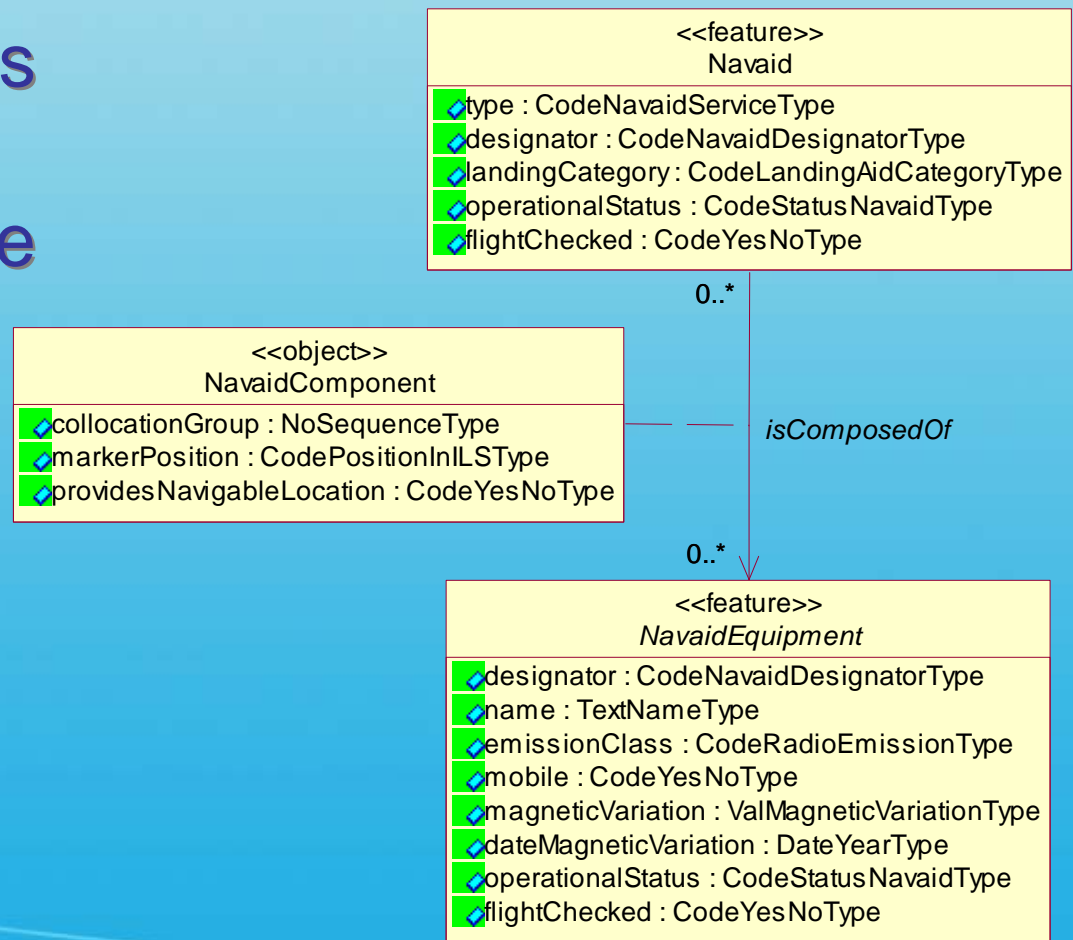 s
e
<<feature>>
Navaid
type : CodeNavaidServiceType
designator : CodeNavaidDesignatorType
landingCategory : CodeLandingAidCategoryType
operationalStatus : CodeStatusNavaidType
flightChecked : CodeYesNoType
0..*
<<object>>
NavaidComponent
collocationGroup : NoSequenceType
markerPosition : CodePositionInILSType
providesNavigableLocation : CodeYesNoType
isComposedOf
0..*
<<feature>>
NavaidEquipment
designator : CodeNavaidDesignatorType
name : TextNameType
emissionClass : CodeRadioEmissionType
mobile : CodeYesNoType
magneticVariation : ValMagneticVariationType
dateMagneticVariation : DateYearType
operationalStatus : CodeStatusNavaidType
flightChecked : CodeYesNoType